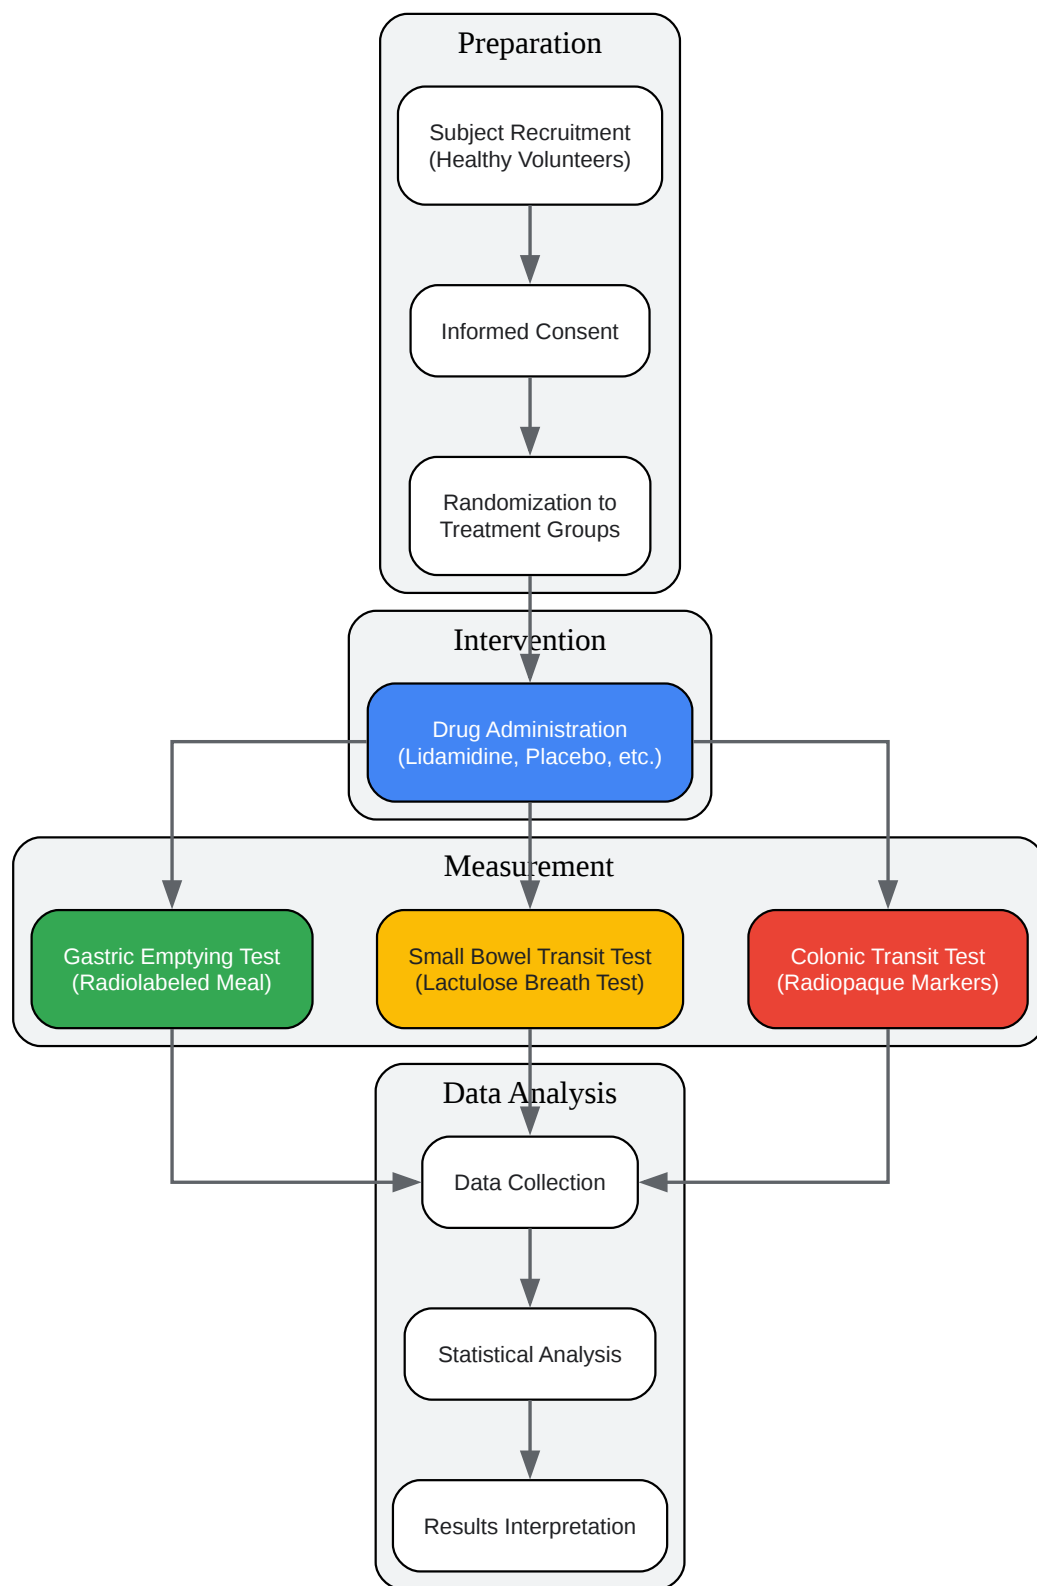 Preparation
Subject Recruitment
(Healthy Volunteers)
Informed Consent
Randomization to
Treatment Groups
Intervention
Drug Administration
(Lidamidine, Placebo, etc.)
Measurement
Gastric Emptying Test
(Radiolabeled Meal)
Small Bowel Transit Test
(Lactulose Breath Test)
Colonic Transit Test
(Radiopaque Markers)
Data Analysis
Data Collection
Statistical Analysis
Results Interpretation